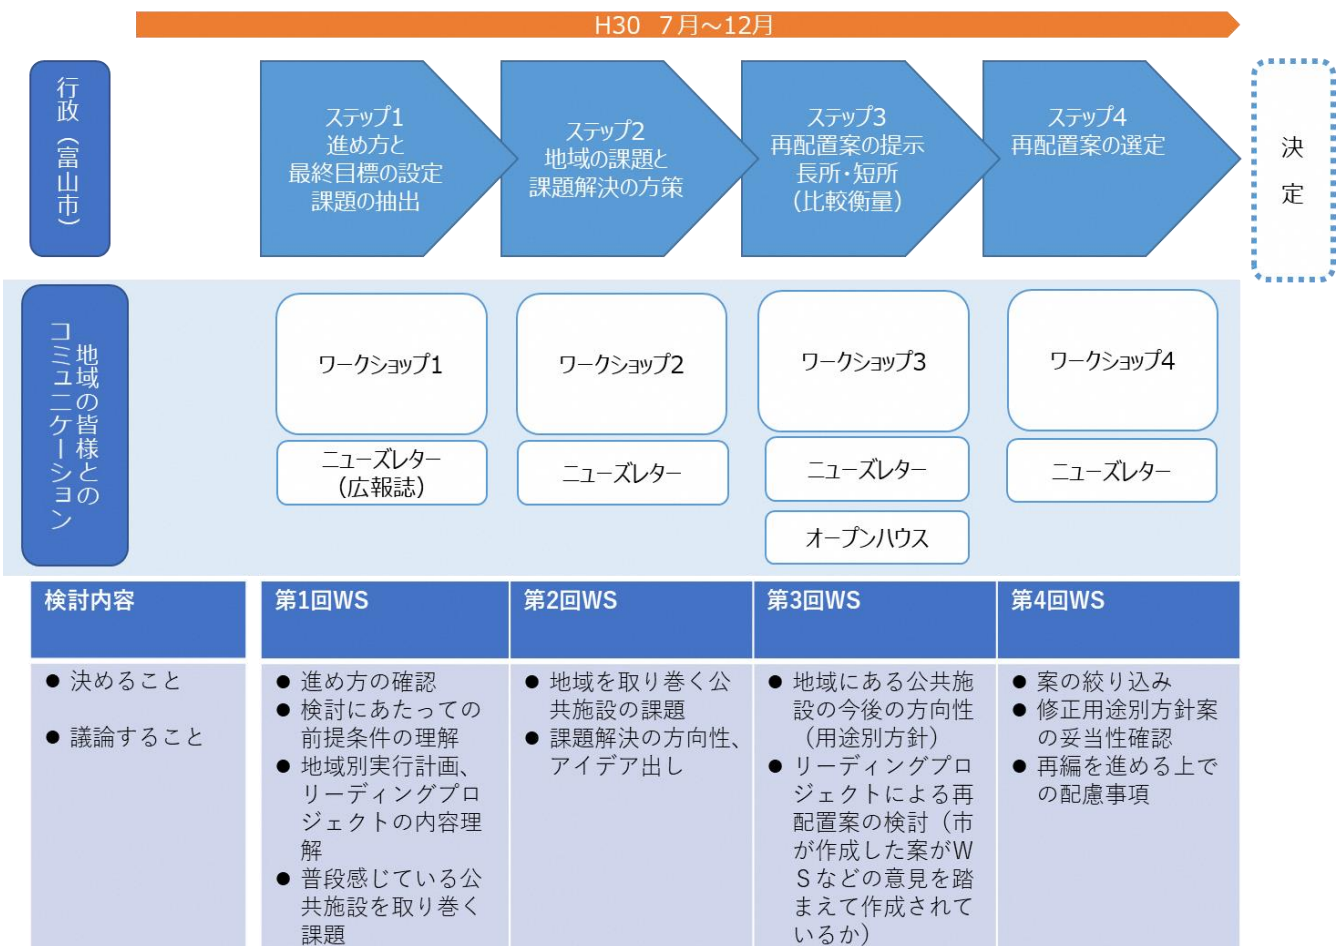 H30 7月～12月
行政（富山市）
ステップ1
進め方と
最終目標の設定
課題の抽出
ステップ2
地域の課題と
課題解決の方策
ステップ3
再配置案の提示
長所・短所
（比較衡量）
ステップ4
再配置案の選定
決
定
地域の皆様との
コミュニケーション
ワークショップ1
ワークショップ2
ワークショップ3
ワークショップ4
ニューズレター
（広報誌）
ニューズレター
ニューズレター
ニューズレター
オープンハウス
検討内容
● 決めること
● 議論すること
第1回WS
● 進め方の確認
● 検討にあたっての
前提条件の理解
● 地域別実行計画、
リーディングプロ
ジェクトの内容理
解
● 普段感じている公
共施設を取り巻く
課題
第2回WS
● 地域を取り巻く公
共施設の課題
● 課題解決の方向性、
アイデア出し
第3回WS
● 地域にある公共施
設の今後の方向性
（用途別方針）
● リーディングプロ
ジェクトによる再
配置案の検討（市
が作成した案がＷ
Ｓなどの意見を踏
まえて作成されて
いるか）
第4回WS
● 案の絞り込み
● 修正用途別方針案
の妥当性確認
● 再編を進める上で
の配慮事項